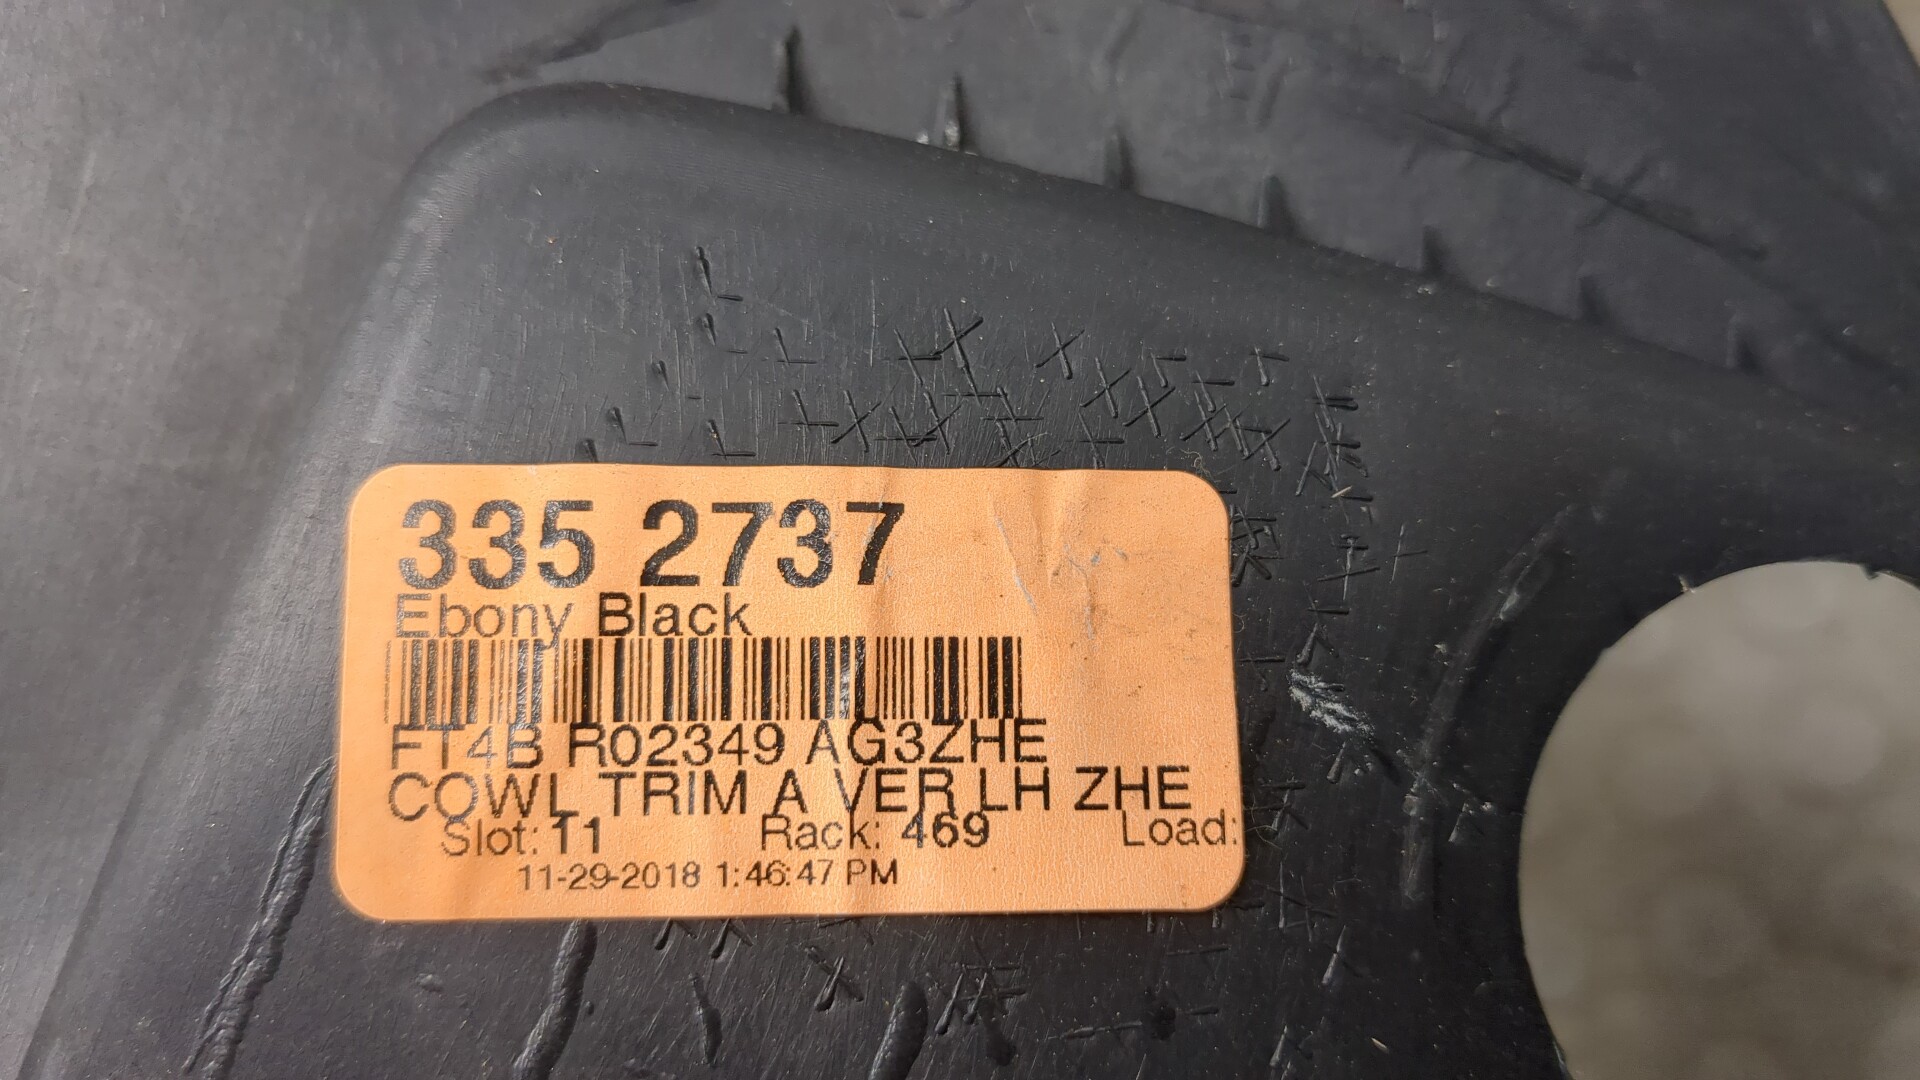 335 2737
Ebony Black
FT4B R02349 AG3ZHE
COWL TRIM A VER LH ZHE
Slot: T1 Rack: 469 Load:
11-29-2018 1:46:47 PM